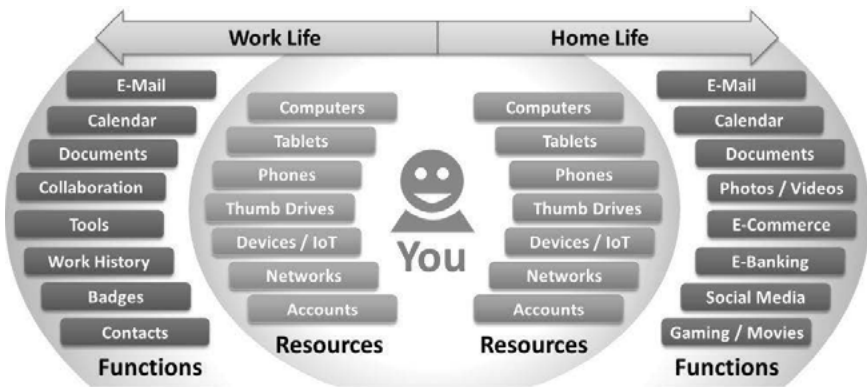 Work Life
Home Life
E-Mail
Calendar
Documents
Collaboration
Tools
Work History
Badges
Contacts
Functions
Computers
Tablets
Phones
Thumb Drives
Devices / IoT
Networks
Accounts
Resources
You
Computers
Tablets
Phones
Thumb Drives
Devices / IoT
Networks
Accounts
Resources
E-Mail
Calendar
Documents
Photos / Videos
E-Commerce
E-Banking
Social Media
Gaming / Movies
Functions